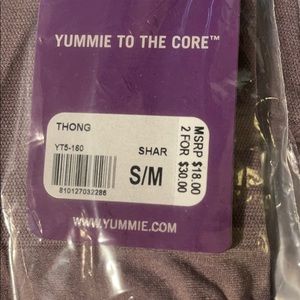 YUMMIE TO THE CORE™
THONG
YT5-160
SHAR
S/M
810127032286
MSRP $18.00
2 FOR $30.00
WWW.YUMMIE.COM